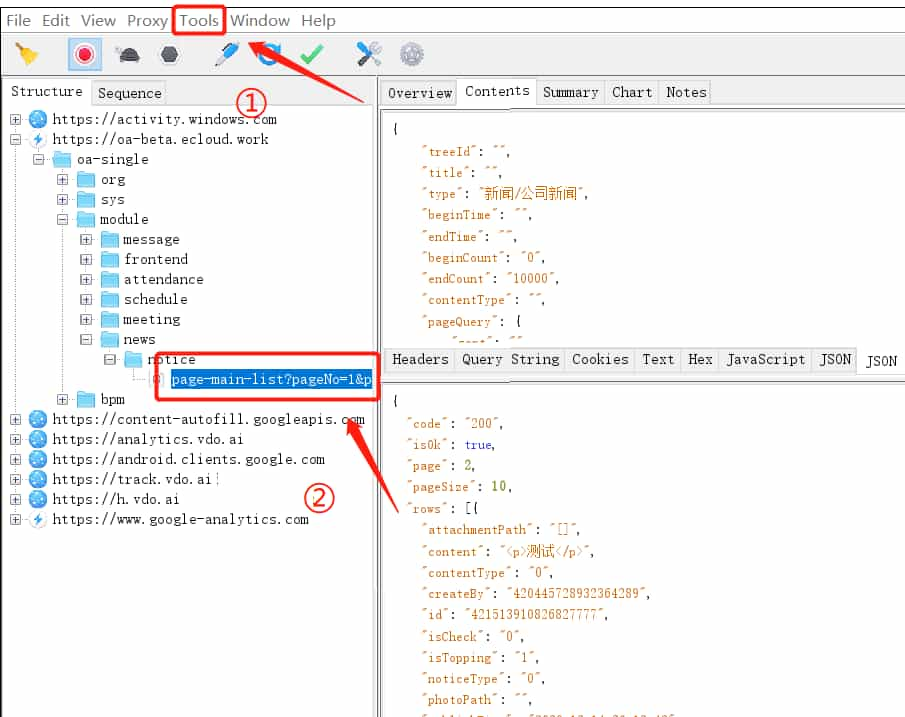 File Edit View Proxy Tools Window Help
Structure Sequence
①
https://activity.windows.com
https://oa-beta.ecloud.work
oa-single
org
sys
module
message
frontend
attendance
schedule
meeting
news
notice
page-main-list?pageNo=1&p
bpm
https://content-autofill.googleapis.com
https://analytics.vdo.ai
https://android.clients.google.com
https://track.vdo.ai
https://h.vdo.ai
https://www.google-analytics.com
②
Overview Contents Summary Chart Notes
{
"treeId": "",
"title": "",
"type": "新闻/公司新闻",
"beginTime": "",
"endTime": "",
"beginCount": "0",
"endCount": "10000",
"contentType": "",
"pageQuery": {
Headers Query String Cookies Text Hex JavaScript JSON JSON
{
"code": "200",
"isOk": true,
"page": 2,
"pageSize": 10,
"rows": [{
"attachmentPath": "[]",
"content": "<p>测试</p>",
"contentType": "0",
"createBy": "420445728932364289",
"id": "421513910826827777",
"isCheck": "0",
"isTopping": "1",
"noticeType": "0",
"photoPath": "",